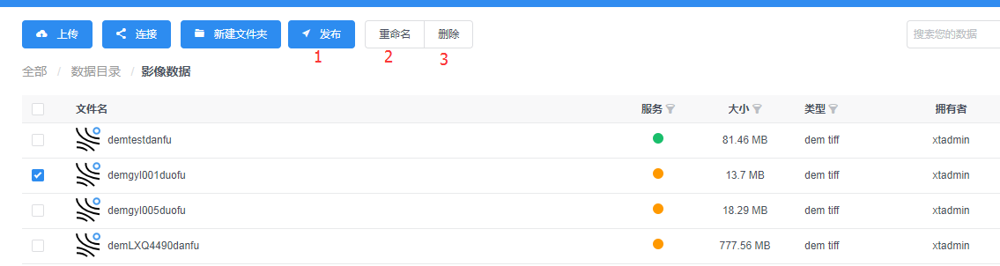 上传 连接 新建文件夹 发布 重命名 删除 搜索您的数据
1 2 3
全部 / 数据目录 / 影像数据
文件名 服务 大小 类型 拥有者
demtestdanfu 81.46 MB dem tiff xtadmin
demgyl001duofu 13.7 MB dem tiff xtadmin
demgyl005duofu 18.29 MB dem tiff xtadmin
demLXQ4490danfu 777.56 MB dem tiff xtadmin